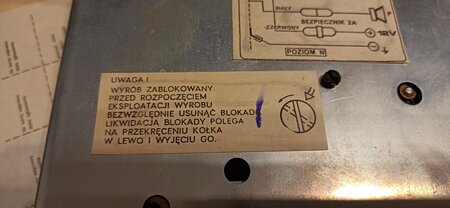 BIAŁY
BEZPIECZNIK 2A
CZERWONY
+ 12V
POZIOM N
UWAGA !
WYRÓB ZABLOKOWANY
PRZED ROZPOCZĘCIEM
EKSPLOATACJI WYROBU
BEZWZGLĘDNIE USUNĄĆ BLOKADĘ
LIKWIDACJA BLOKADY POLEGA
NA PRZEKRĘCENIU KOŁKA
W LEWO I WYJĘCIU GO.